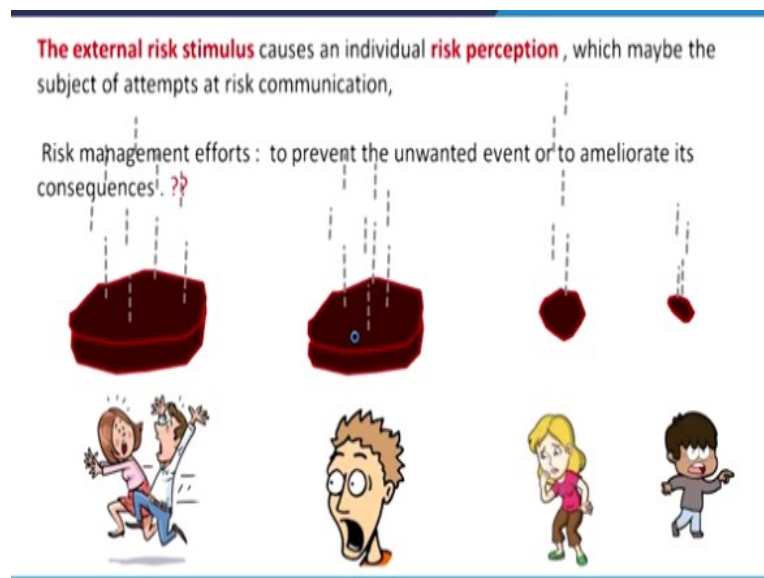 The external risk stimulus causes an individual risk perception , which maybe the
subject of attempts at risk communication,
Risk management efforts : to prevent the unwanted event or to ameliorate its
consequences'. ??